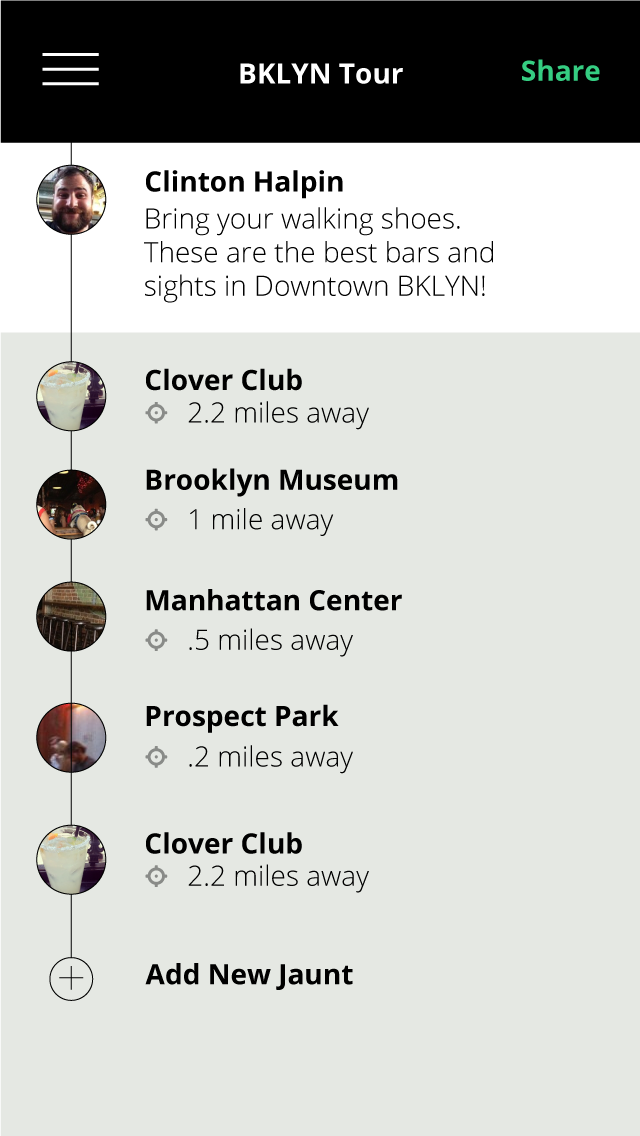 BKLYN Tour
Share
Clinton Halpin
Bring your walking shoes.
These are the best bars and
sights in Downtown BKLYN!
Clover Club
2.2 miles away
Brooklyn Museum
1 mile away
Manhattan Center
.5 miles away
Prospect Park
.2 miles away
Clover Club
2.2 miles away
Add New Jaunt